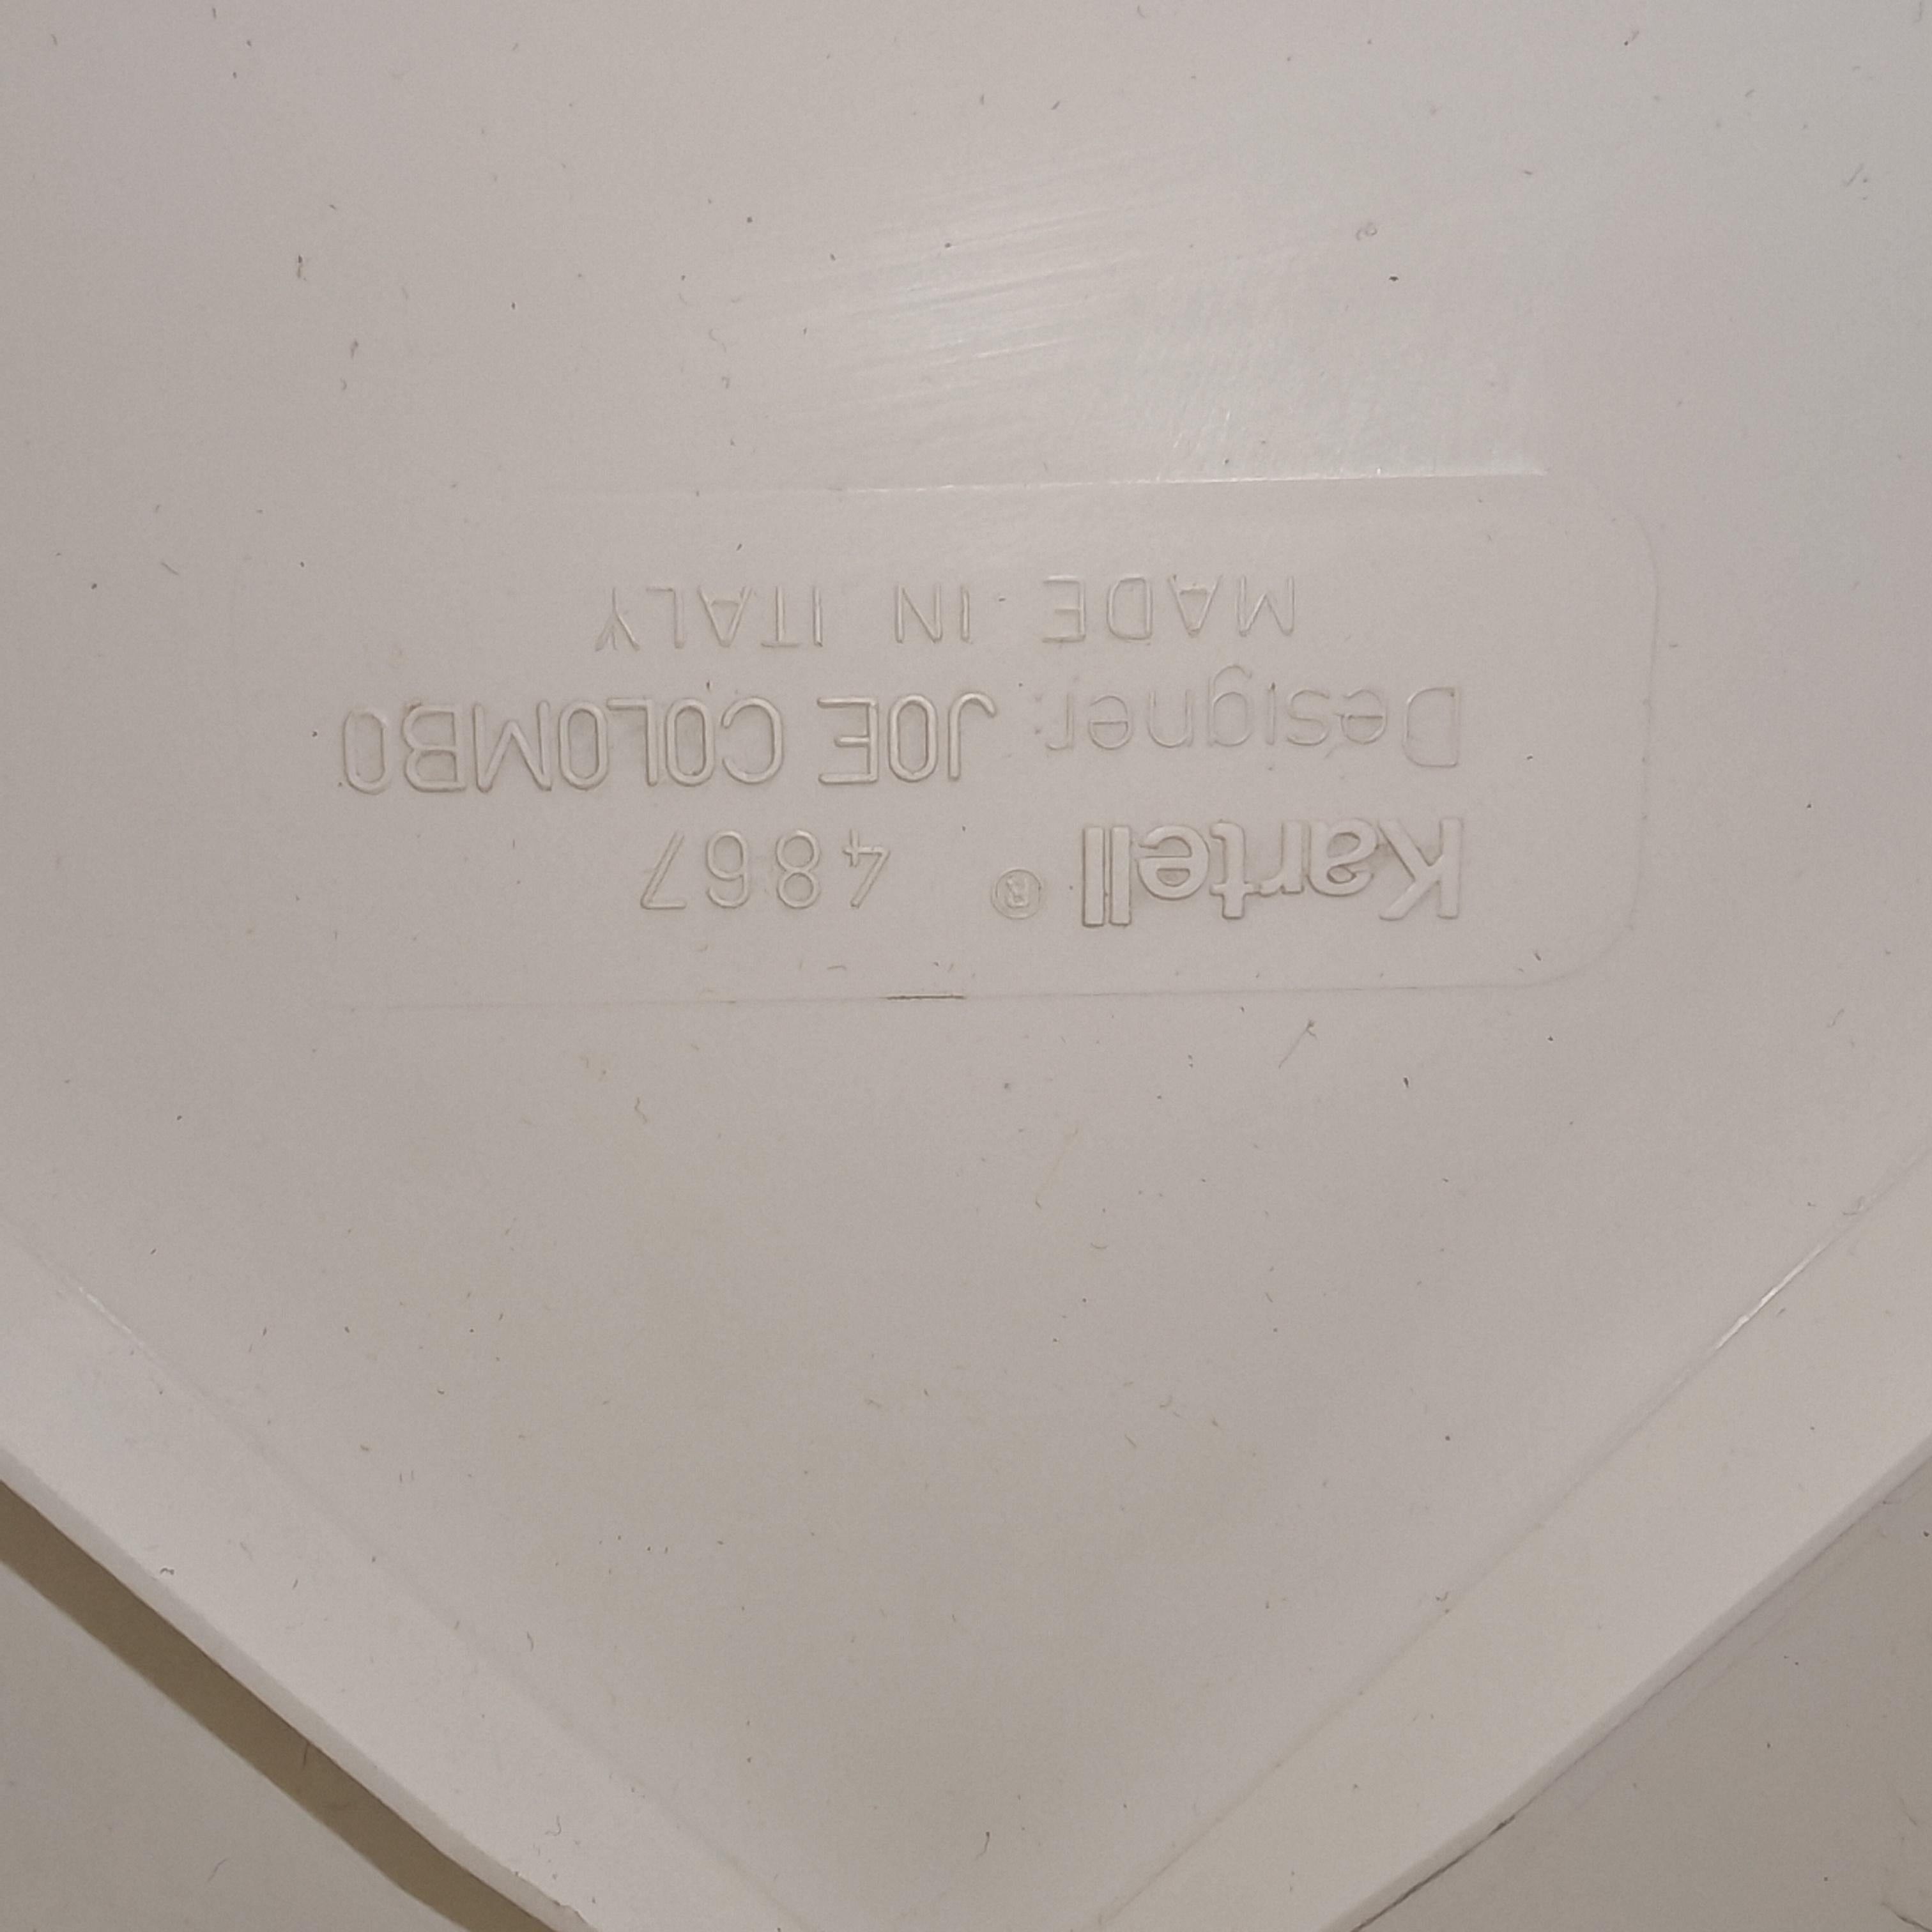 Kartell ® 4867
Designer: JOE COLOMBO
MADE IN ITALY